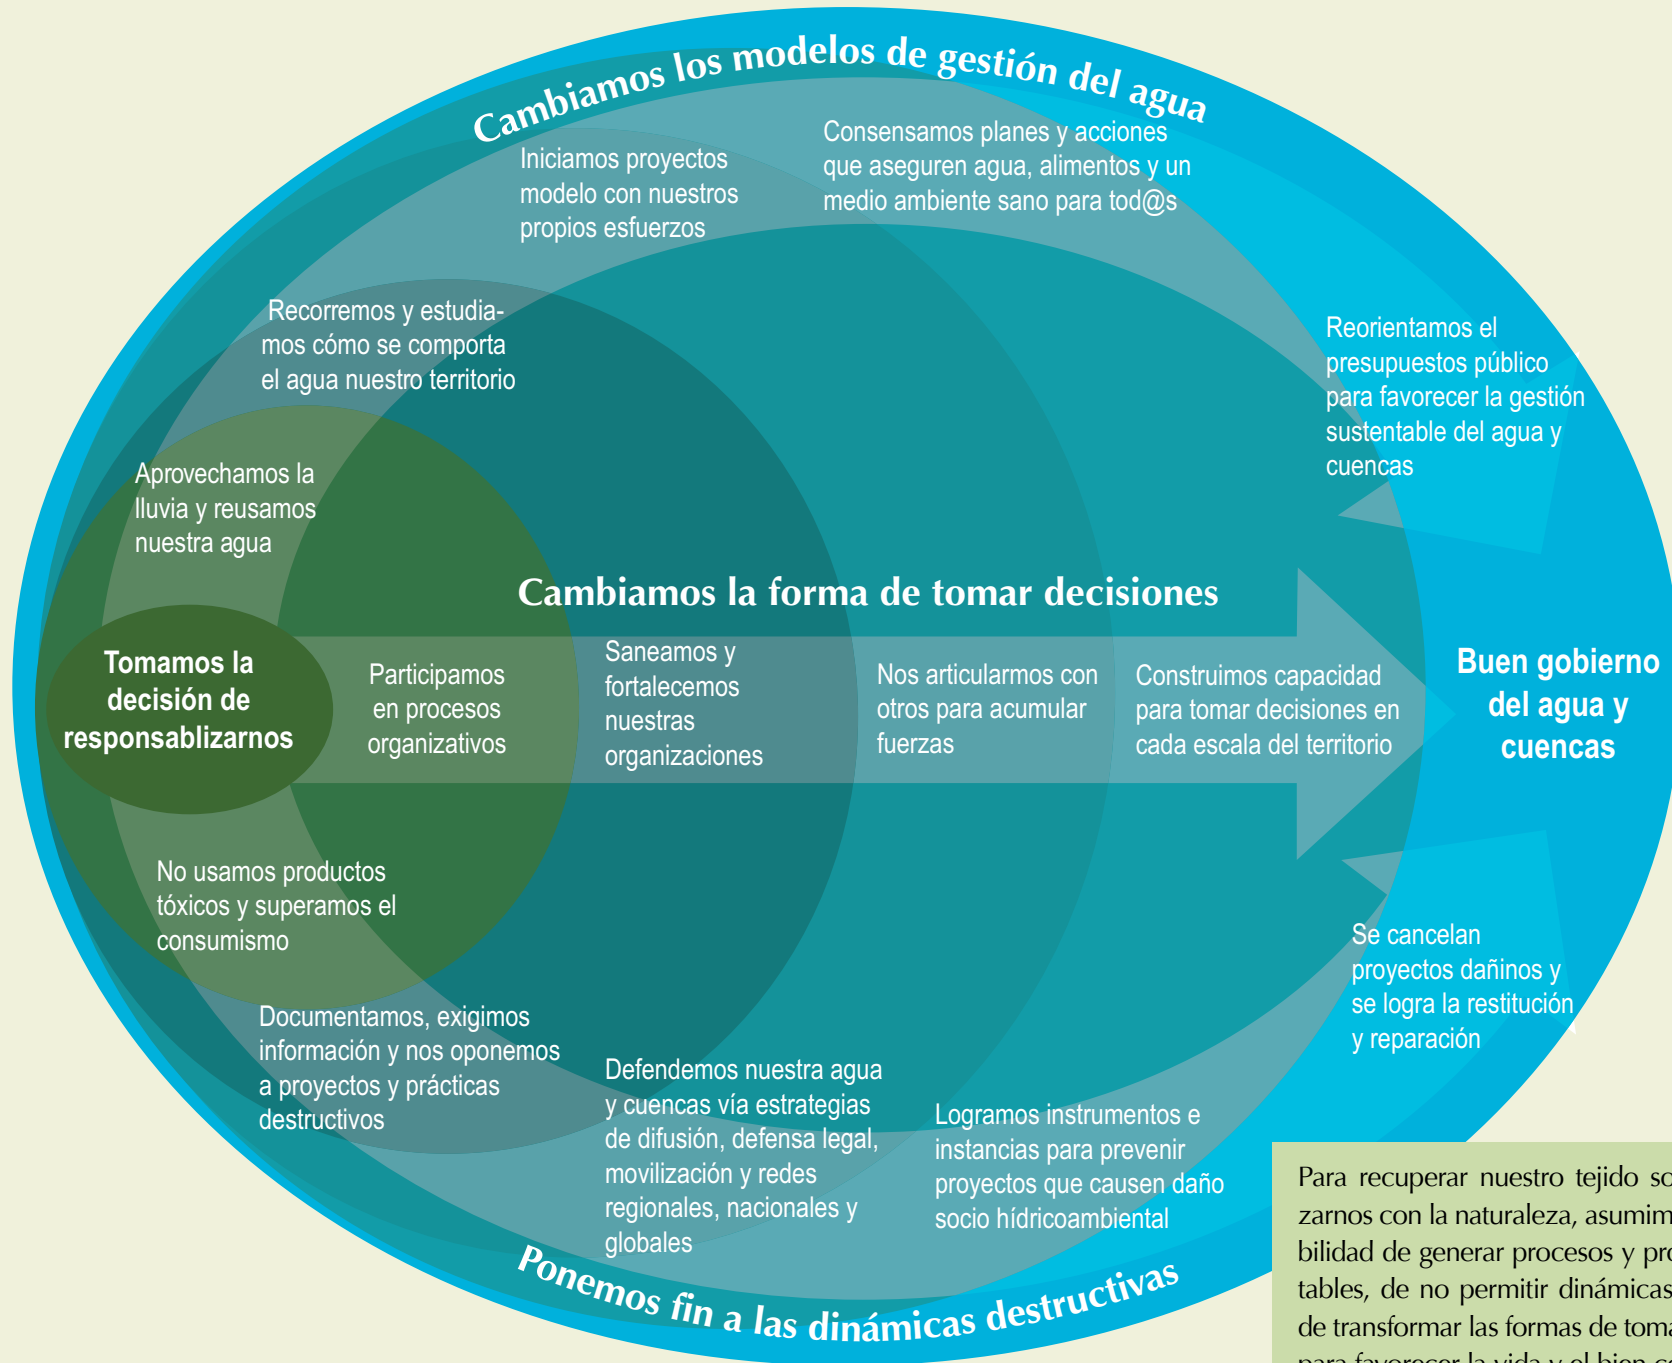 Cambiamos los modelos de gestión del agua
Iniciamos proyectos
modelo con nuestros
propios esfuerzos
Consensamos planes y acciones
que aseguren agua, alimentos y un
medio ambiente sano para tod@s
Recorremos y estudia-
mos cómo se comporta
el agua nuestro territorio
Reorientamos el
presupuestos público
para favorecer la gestión
sustentable del agua y
cuencas
Aprovechamos la
lluvia y reusamos
nuestra agua
Cambiamos la forma de tomar decisiones
Tomamos la
decisión de
responsablizarnos
Participamos
en procesos
organizativos
Saneamos y
fortalecemos
nuestras
organizaciones
Nos articularmos con
otros para acumular
fuerzas
Construimos capacidad
para tomar decisiones en
cada escala del territorio
Buen gobierno
del agua y
cuencas
No usamos productos
tóxicos y superamos el
consumismo
Documentamos, exigimos
información y nos oponemos
a proyectos y prácticas
destructivos
Defendemos nuestra agua
y cuencas vía estrategias
de difusión, defensa legal,
movilización y redes
regionales, nacionales y
globales
Logramos instrumentos e
instancias para prevenir
proyectos que causen daño
socio hídricoambiental
Se cancelan
proyectos dañinos y
se logra la restitución
y reparación
Ponemos fin a las dinámicas destructivas
Para recuperar nuestro tejido so
zarnos con la naturaleza, asumim
bilidad de generar procesos y pro
tables, de no permitir dinámicas
de transformar las formas de toma
para favorecer la vida y el bien co